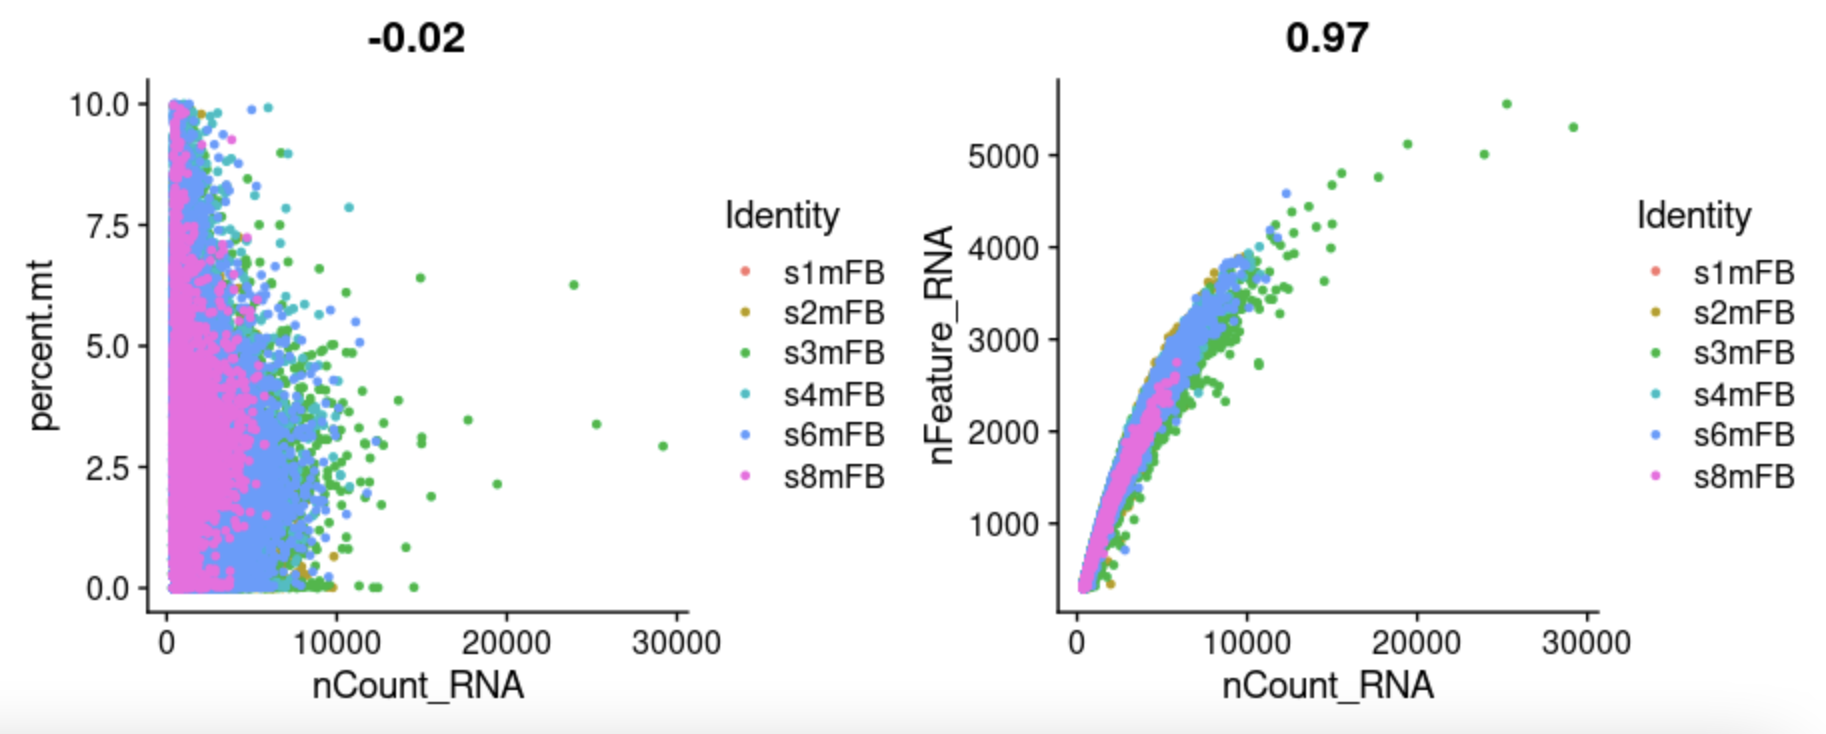 -0.02
10.0
7.5
5.0
2.5
0.0
percent.mt
0 10000 20000 30000
nCount_RNA
Identity
s1mFB
s2mFB
s3mFB
s4mFB
s6mFB
s8mFB
0.97
5000
4000
3000
2000
1000
nFeature_RNA
0 10000 20000 30000
nCount_RNA
Identity
s1mFB
s2mFB
s3mFB
s4mFB
s6mFB
s8mFB